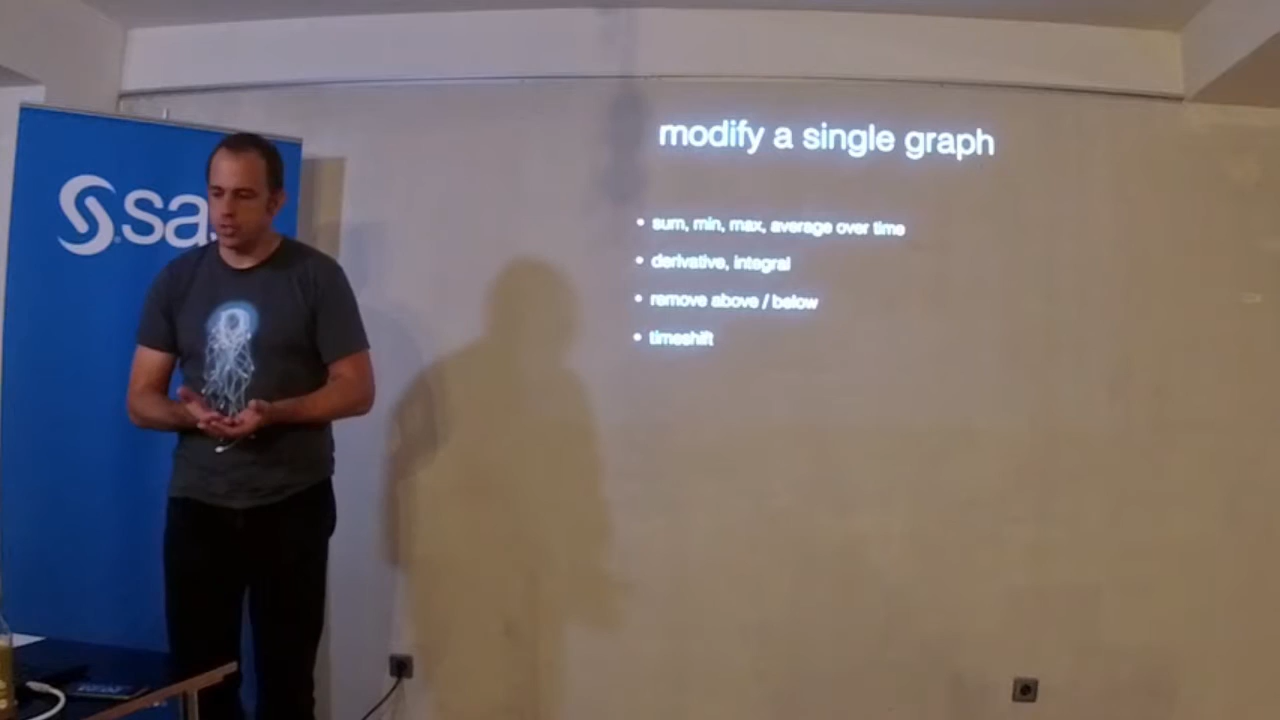 sas
modify a single graph
• sum, min, max, average over time
• derivative, integral
• remove above / below
• timeshift